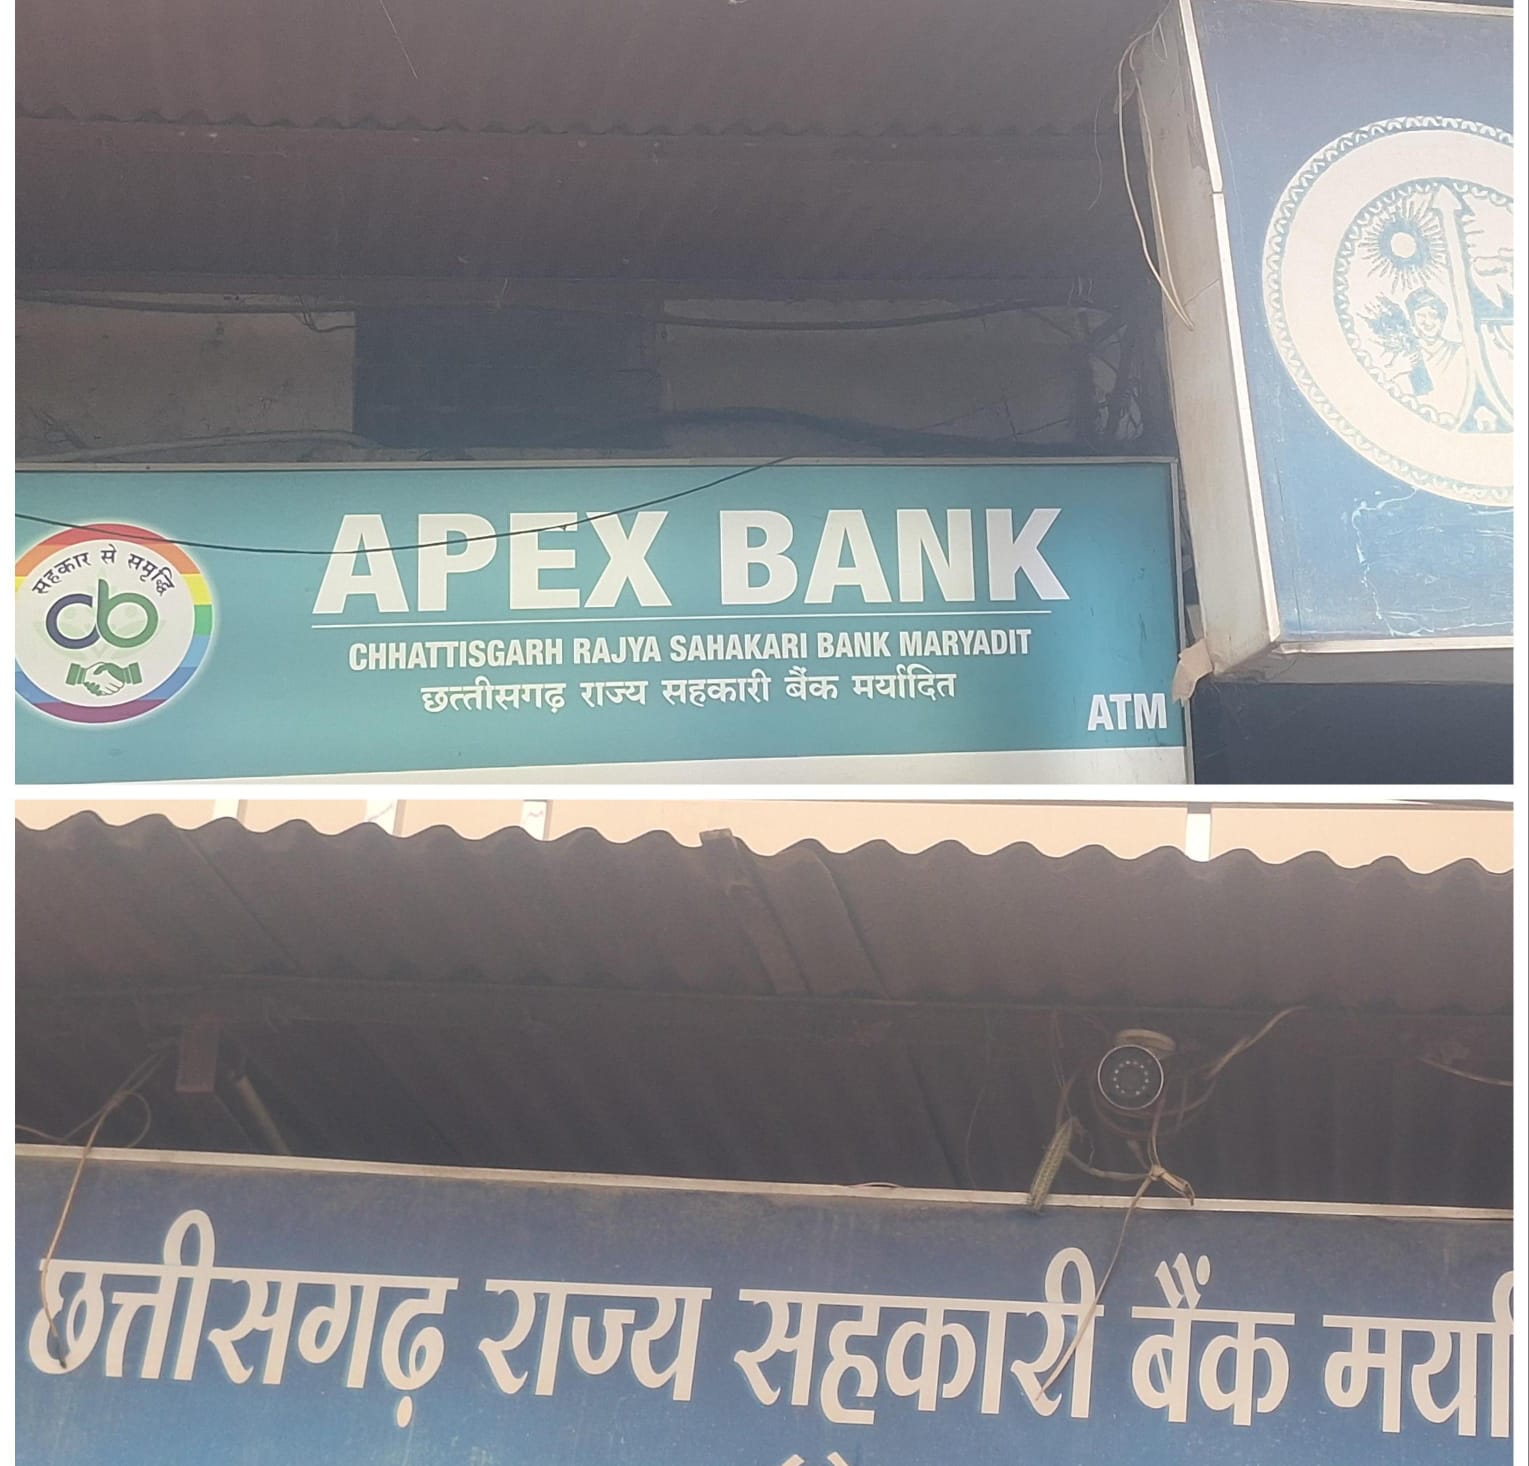 सहकार से समृद्धि
cb
APEX BANK
CHHATTISGARH RAJYA SAHAKARI BANK MARYADIT
छत्तीसगढ़ राज्य सहकारी बैंक मर्यादित
ATM
छत्तीसगढ़ राज्य सहकारी बैंक